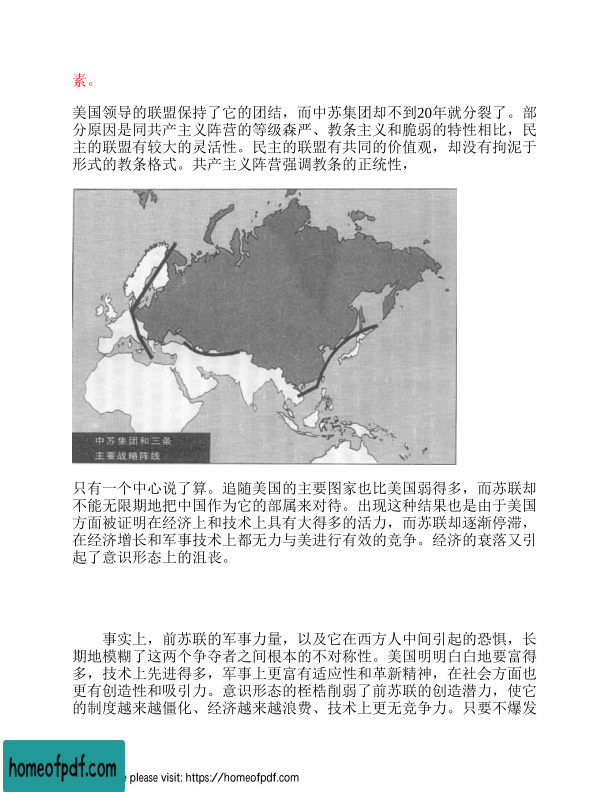 素。
美国领导的联盟保持了它的团结，而中苏集团却不到20年就分裂了。部
分原因是同共产主义阵营的等级森严、教条主义和脆弱的特性相比，民
主的联盟有较大的灵活性。民主的联盟有共同的价值观，却没有拘泥于
形式的教条格式。共产主义阵营强调教条的正统性，
中苏集团和三条
主要战略阵线
只有一个中心说了算。追随美国的主要图家也比美国弱得多，而苏联却
不能无限期地把中国作为它的部属来对待。出现这种结果也是由于美国
方面被证明在经济上和技术上具有大得多的活力，而苏联却逐渐停滞，
在经济增长和军事技术上都无力与美进行有效的竞争。经济的衰落又引
起了意识形态上的沮丧。
事实上，前苏联的军事力量，以及它在西方人中间引起的恐惧，长
期地模糊了这两个争夺者之间根本的不对称性。美国明明白白地要富得
多，技术上先进得多，军事上更富有适应性和革新精神，在社会方面也
更有创造性和吸引力。意识形态的桎梏削弱了前苏联的创造潜力，使它
的制度越来越僵化、经济越来越浪费、技术上更无竞争力。只要不爆发
homeofpdf.com
e please visit: https://homeofpdf.com